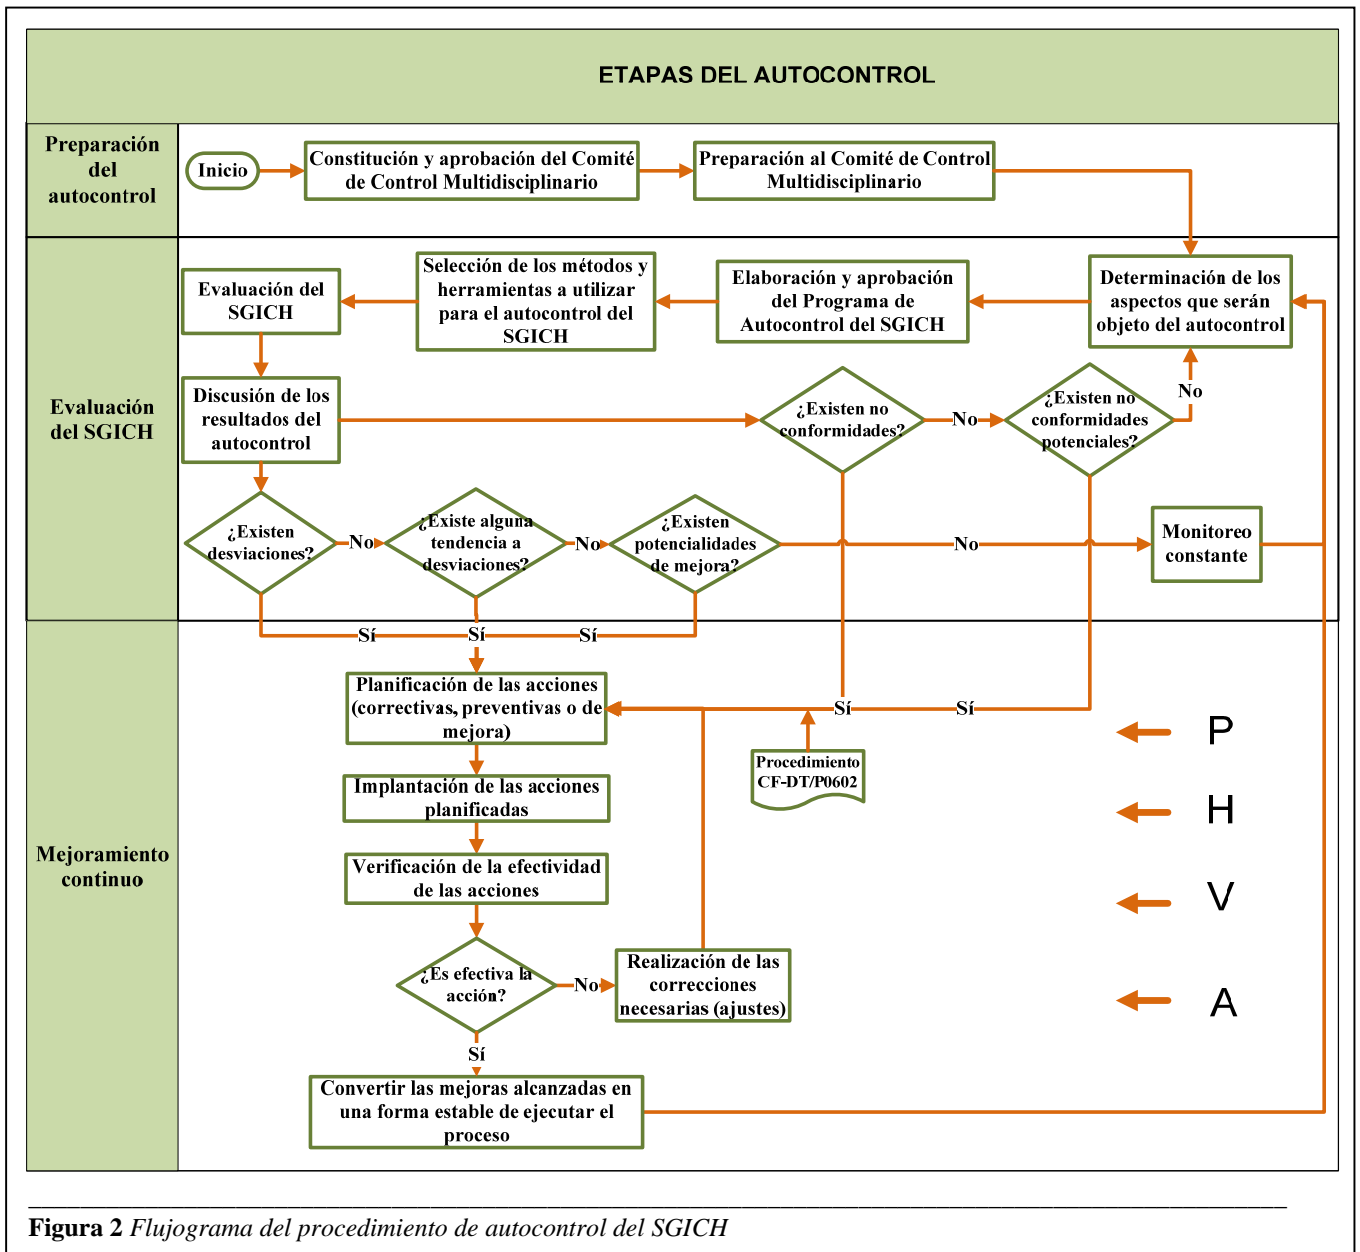 ETAPAS DEL AUTOCONTROL
Preparación
del
autocontrol
Inicio
Constitución y aprobación del Comité
de Control Multidisciplinario
Preparación al Comité de Control
Multidisciplinario
Evaluación
del SGICH
Evaluación del
SGICH
Selección de los métodos y
herramientas a utilizar
para el autocontrol del
SGICH
Elaboración y aprobación
del Programa de
Autocontrol del SGICH
Determinación de los
aspectos que serán
objeto del autocontrol
Discusión de los
resultados del
autocontrol
¿Existen no
conformidades?
No
¿Existen no
conformidades
potenciales?
No
¿Existen
desviaciones?
No
¿Existe alguna
tendencia a
desviaciones?
No
¿Existen
potencialidades
de mejora?
No
Monitoreo
constante
Sí
Sí
Sí
Mejoramiento
continuo
Planificación de las acciones
(correctivas, preventivas o de
mejora)
Sí
Sí
P
Procedimiento
CF-DT/P0602
Implantación de las acciones
planificadas
H
Verificación de la efectividad
de las acciones
V
¿Es efectiva la
acción?
No
Realización de las
correcciones
necesarias (ajustes)
A
Sí
Convertir las mejoras alcanzadas en
una forma estable de ejecutar el
proceso
Figura 2 Flujograma del procedimiento de autocontrol del SGICH